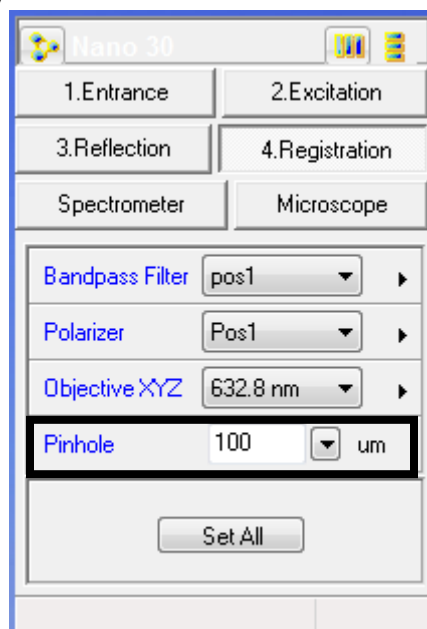 Nano 30
1.Entrance 2.Excitation
3.Reflection 4.Registration
Spectrometer Microscope
Bandpass Filter pos1
Polarizer Pos1
Objective XYZ 632.8 nm
Pinhole 100 um
Set All